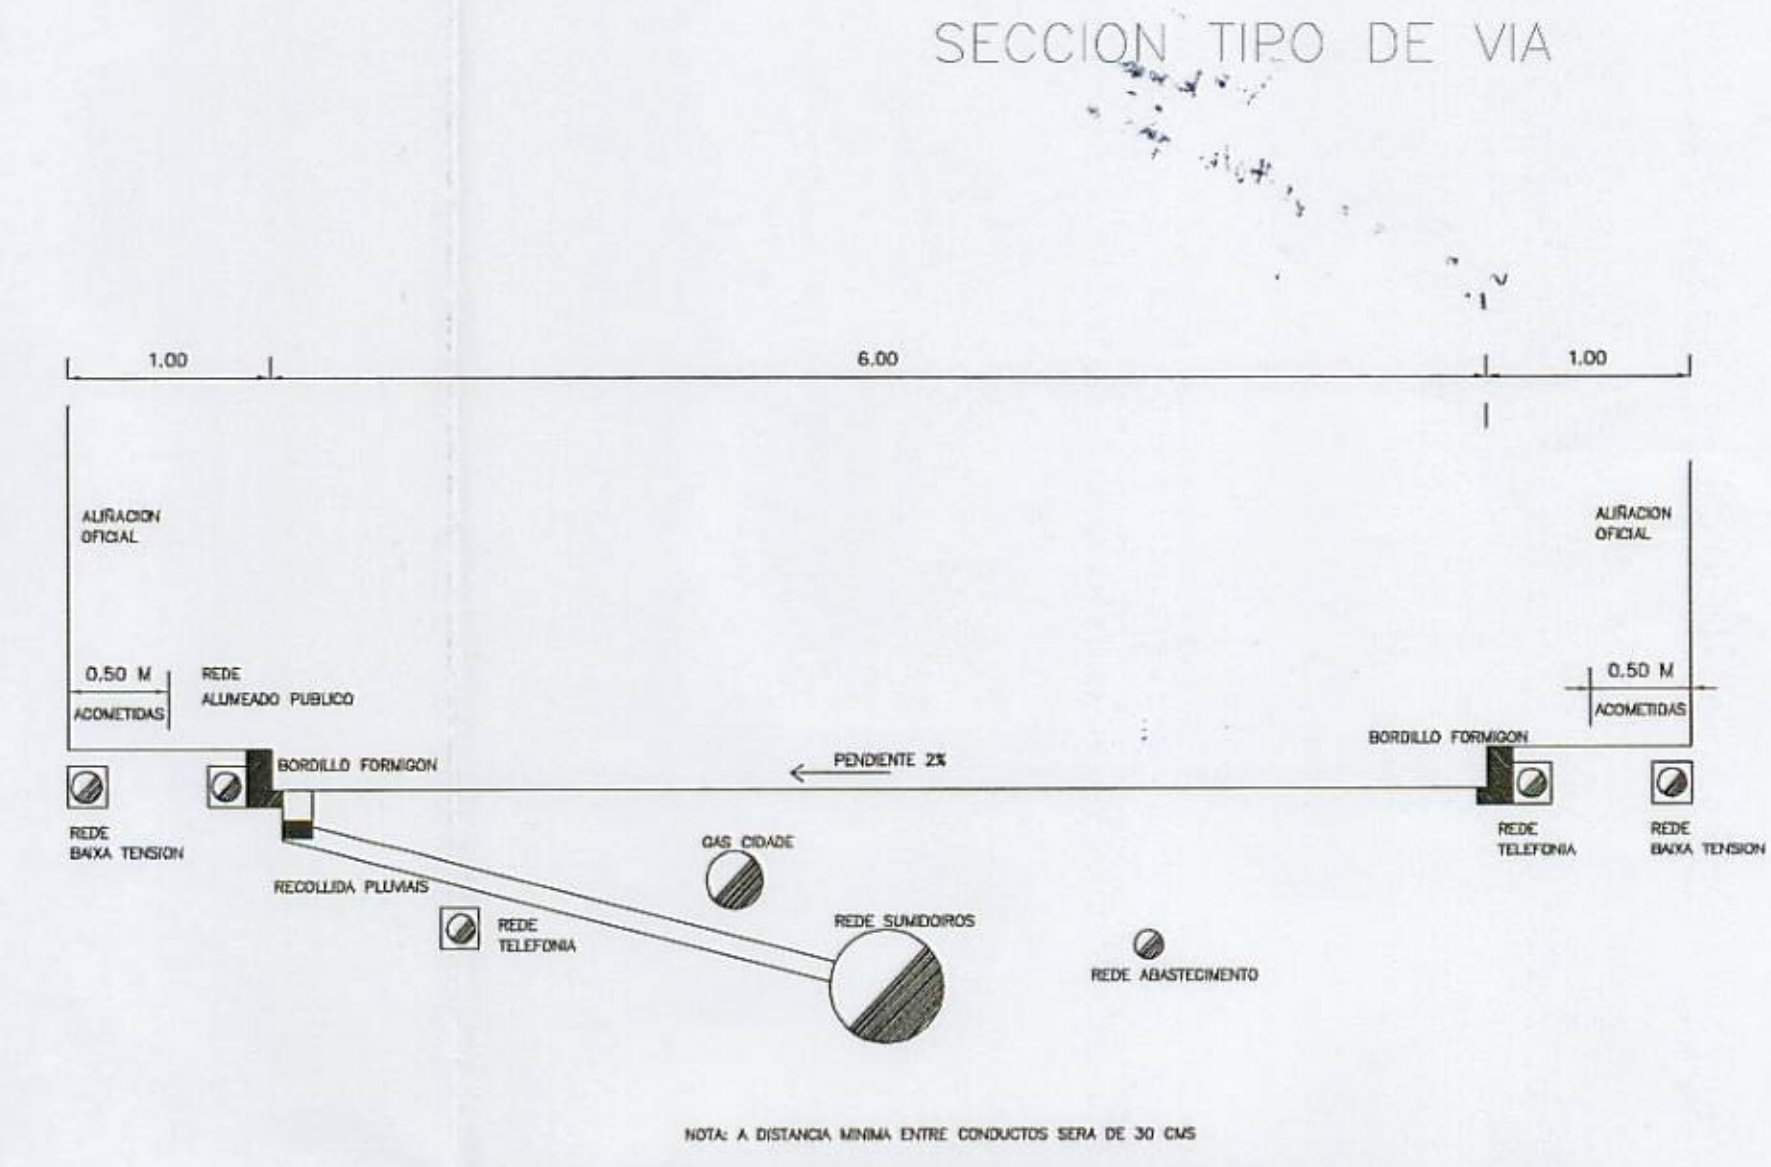 SECCION TIPO DE VIA
1.00
6.00
1.00
ALIÑACION
OFICIAL
ALIÑACION
OFICIAL
0.50 M
REDE
ALUMEADO PUBLICO
0.50 M
ACOMETIDAS
ACOMETIDAS
BORDILLO FORMIGON
BORDILLO FORMIGON
PENDIENTE 2%
REDE
BAIXA TENSION
REDE
TELEFONIA
REDE
BAIXA TENSION
GAS CIDADE
RECOLLIDA PLUVIAIS
REDE
TELEFONIA
REDE SUMIDOIROS
REDE ABASTECIMENTO
NOTA: A DISTANCIA MINIMA ENTRE CONDUCTOS SERA DE 30 CMS